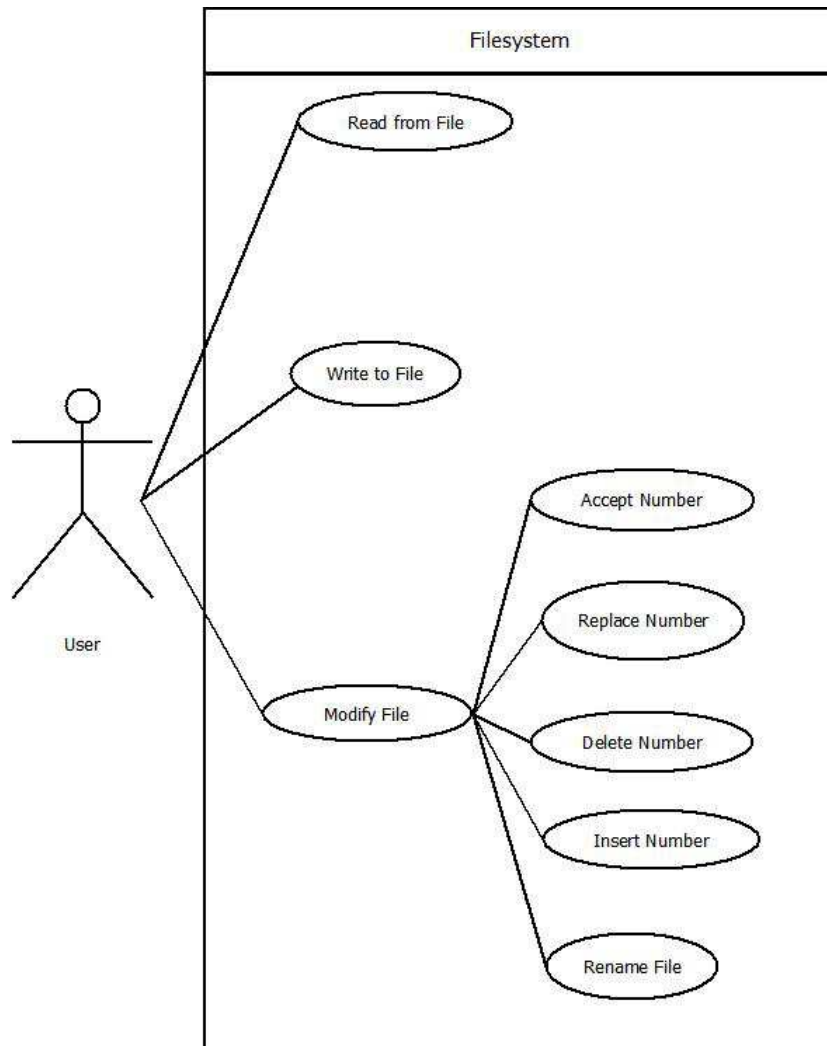 Filesystem
Read from File
Write to File
Accept Number
Replace Number
User
Modify File
Delete Number
Insert Number
Rename File